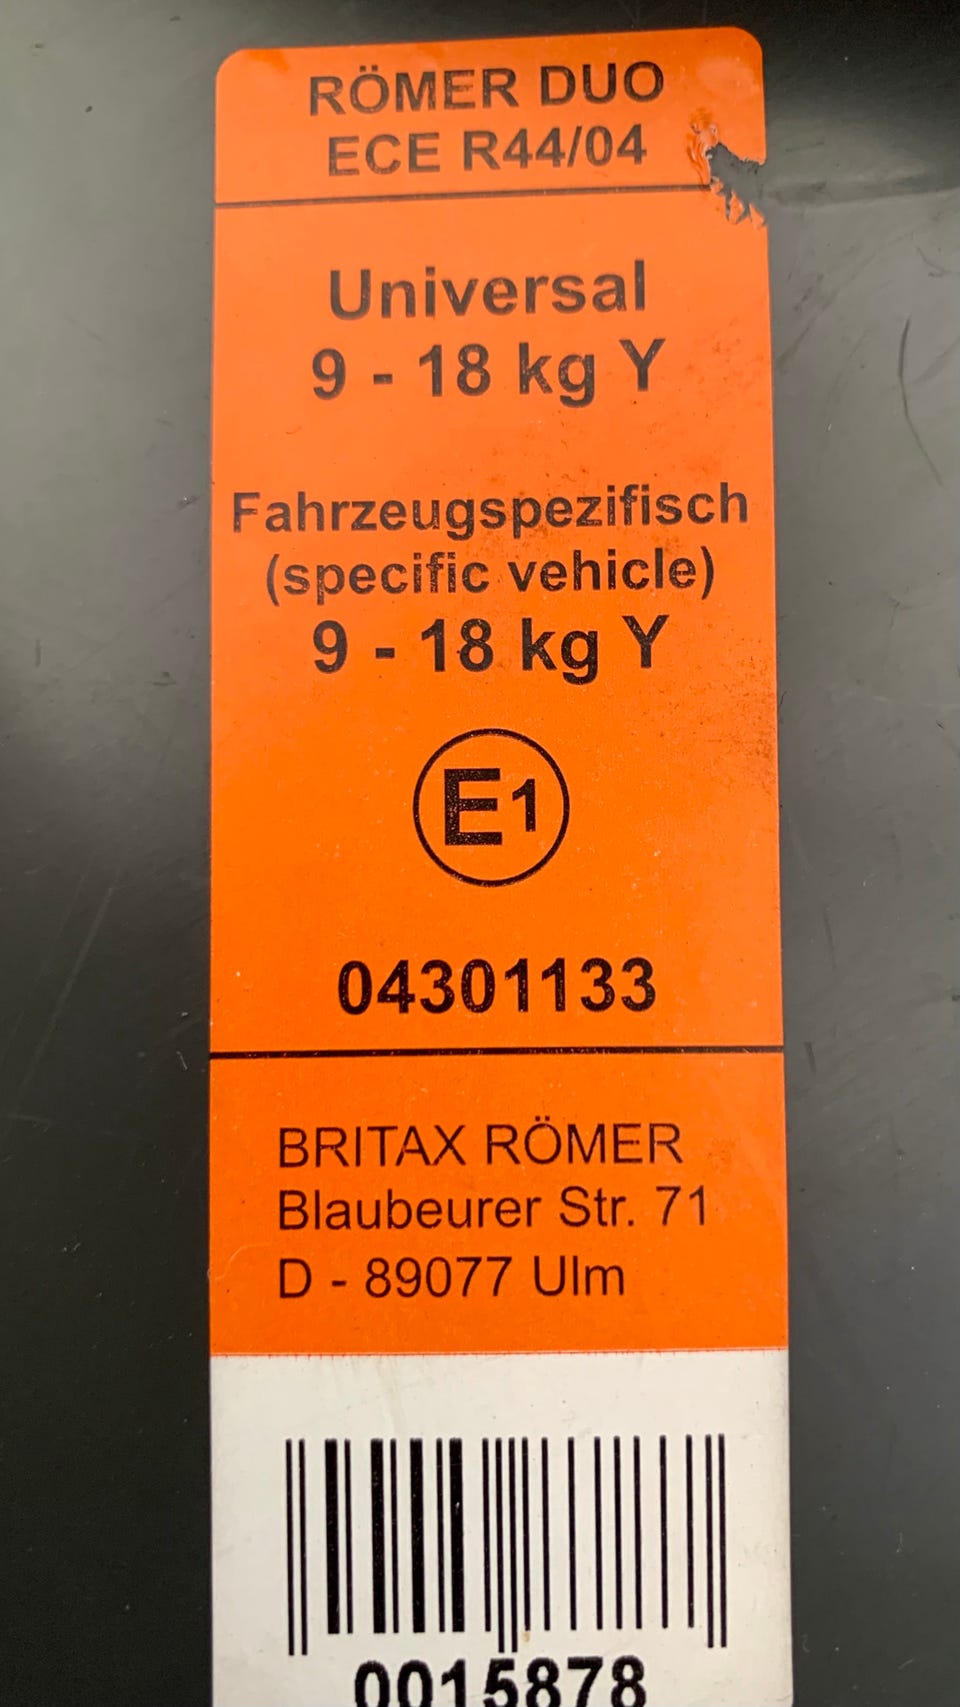 RÖMER DUO
ECE R44/04
Universal
9 - 18 kg Y
Fahrzeugspezifisch
(specific vehicle)
9 - 18 kg Y
E1
04301133
BRITAX RÖMER
Blaubeurer Str. 71
D - 89077 Ulm
0015878